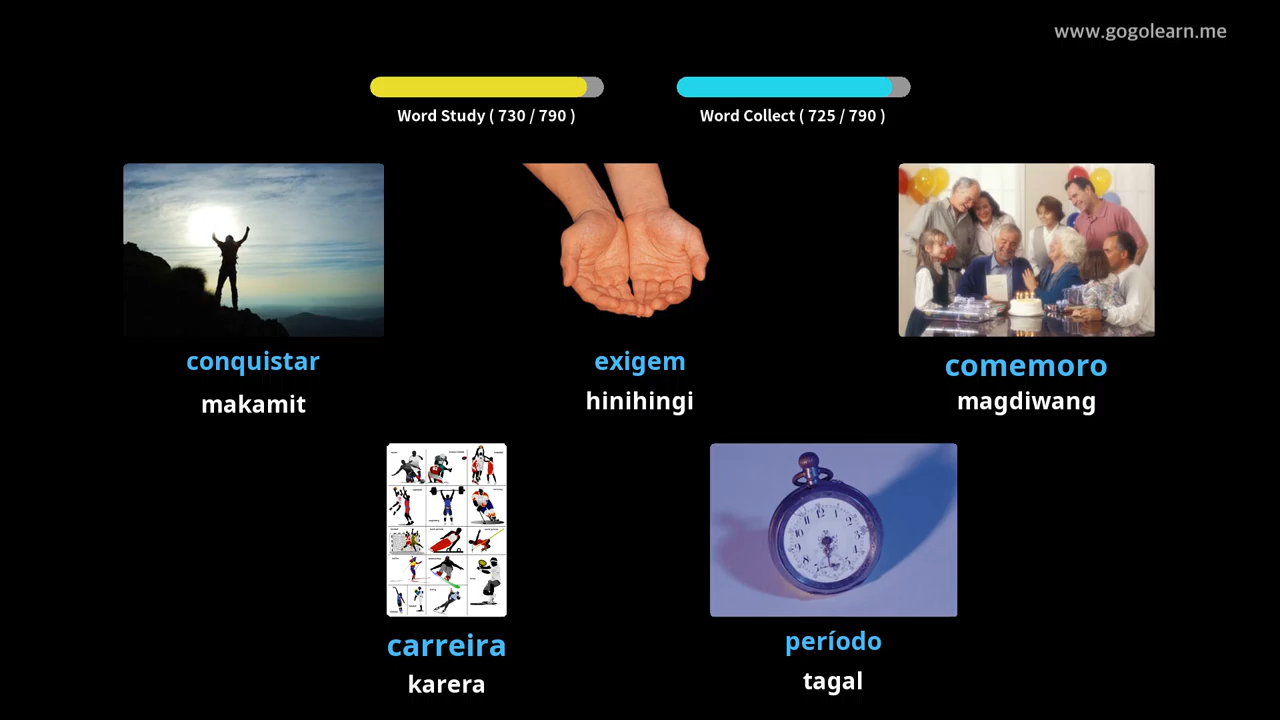 www.gogolearn.me
Word Study ( 730 / 790 )
Word Collect ( 725 / 790 )
conquistar
makamit
exigem
hinihingi
comemoro
magdiwang
carreira
karera
período
tagal